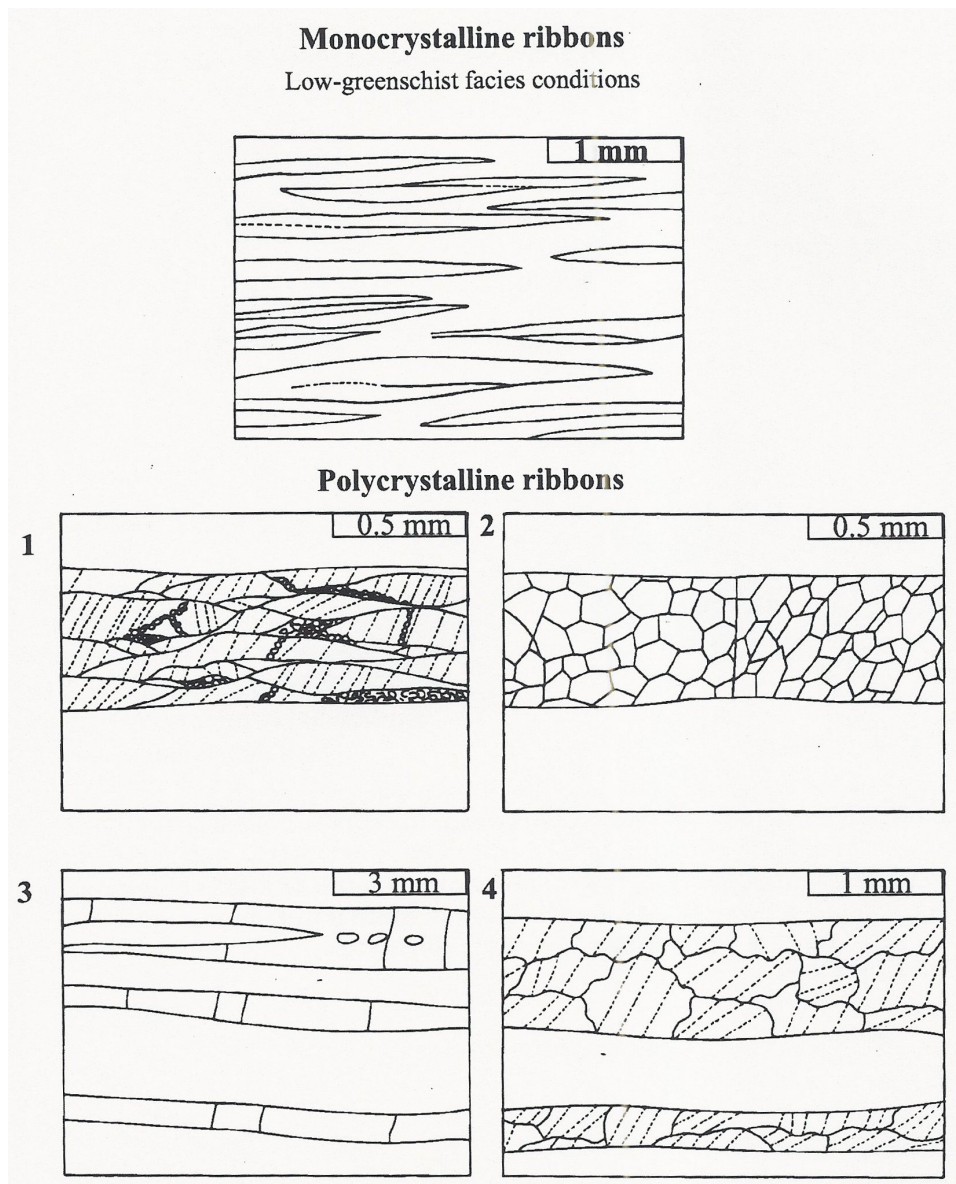 Monocrystalline ribbons
Low-greenschist facies conditions
1 mm
Polycrystalline ribbons
1
0.5 mm
2
0.5 mm
3
3 mm
4
1 mm